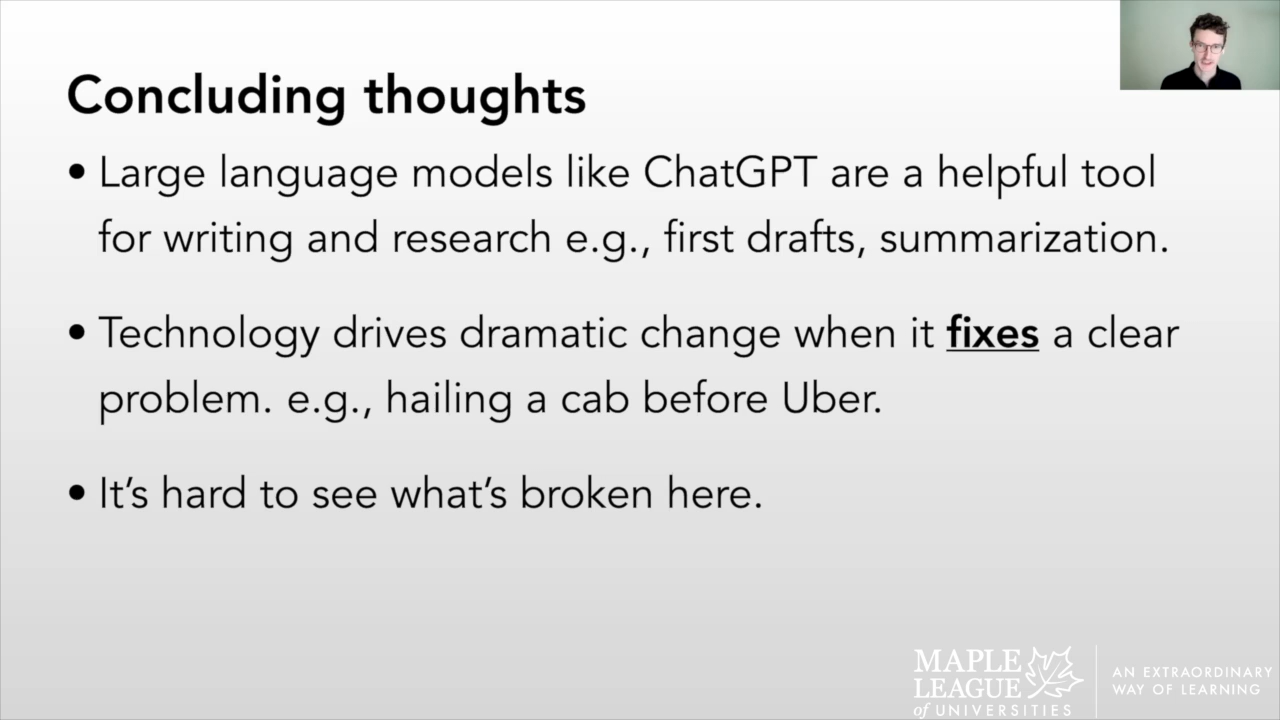 Concluding thoughts
• Large language models like ChatGPT are a helpful tool
for writing and research e.g., first drafts, summarization.
• Technology drives dramatic change when it fixes a clear
problem. e.g., hailing a cab before Uber.
• It’s hard to see what’s broken here.
MAPLE
LEAGUE
of UNIVERSITIES
AN EXTRAORDINARY
WAY OF LEARNING